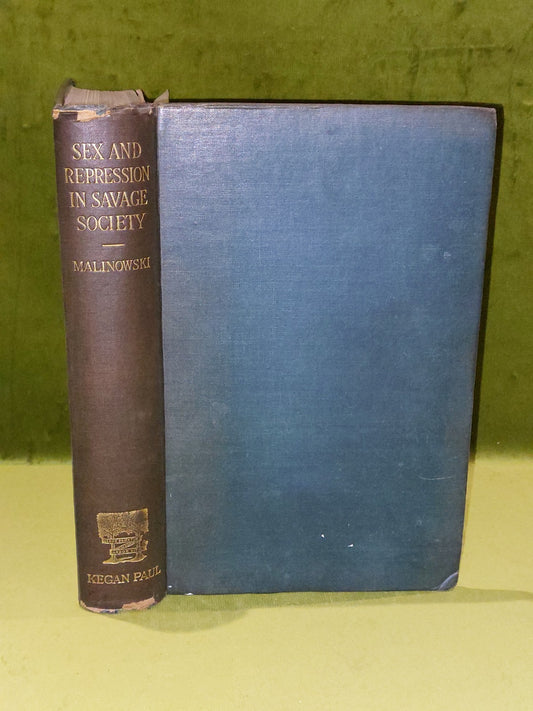 SEX AND
REPRESSION
IN SAVAGE
SOCIETY
MALINOWSKI
KEGAN PAUL